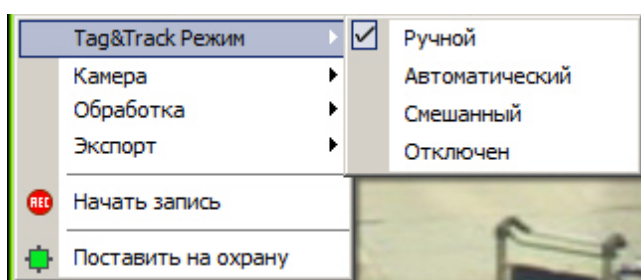 Tag&Track Режим
Камера
Обработка
Экспорт
REC Начать запись
Поставить на охрану
Ручной
Автоматический
Смешанный
Отключен